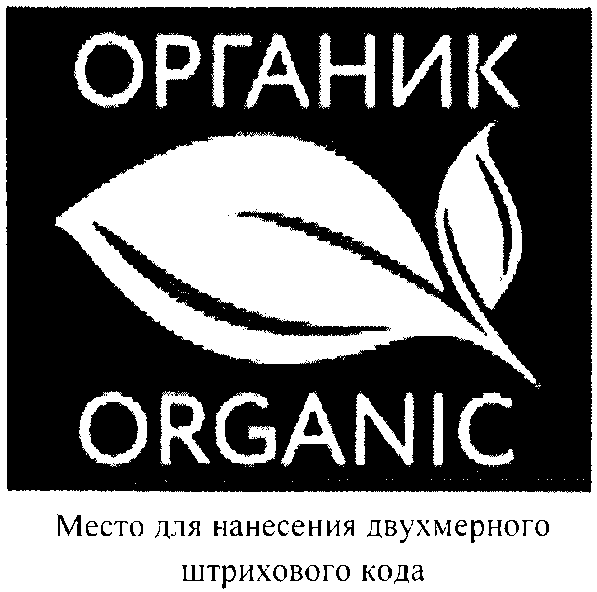 ОРГАНИК
ORGANIC
Место для нанесения двухмерного
штрихового кода